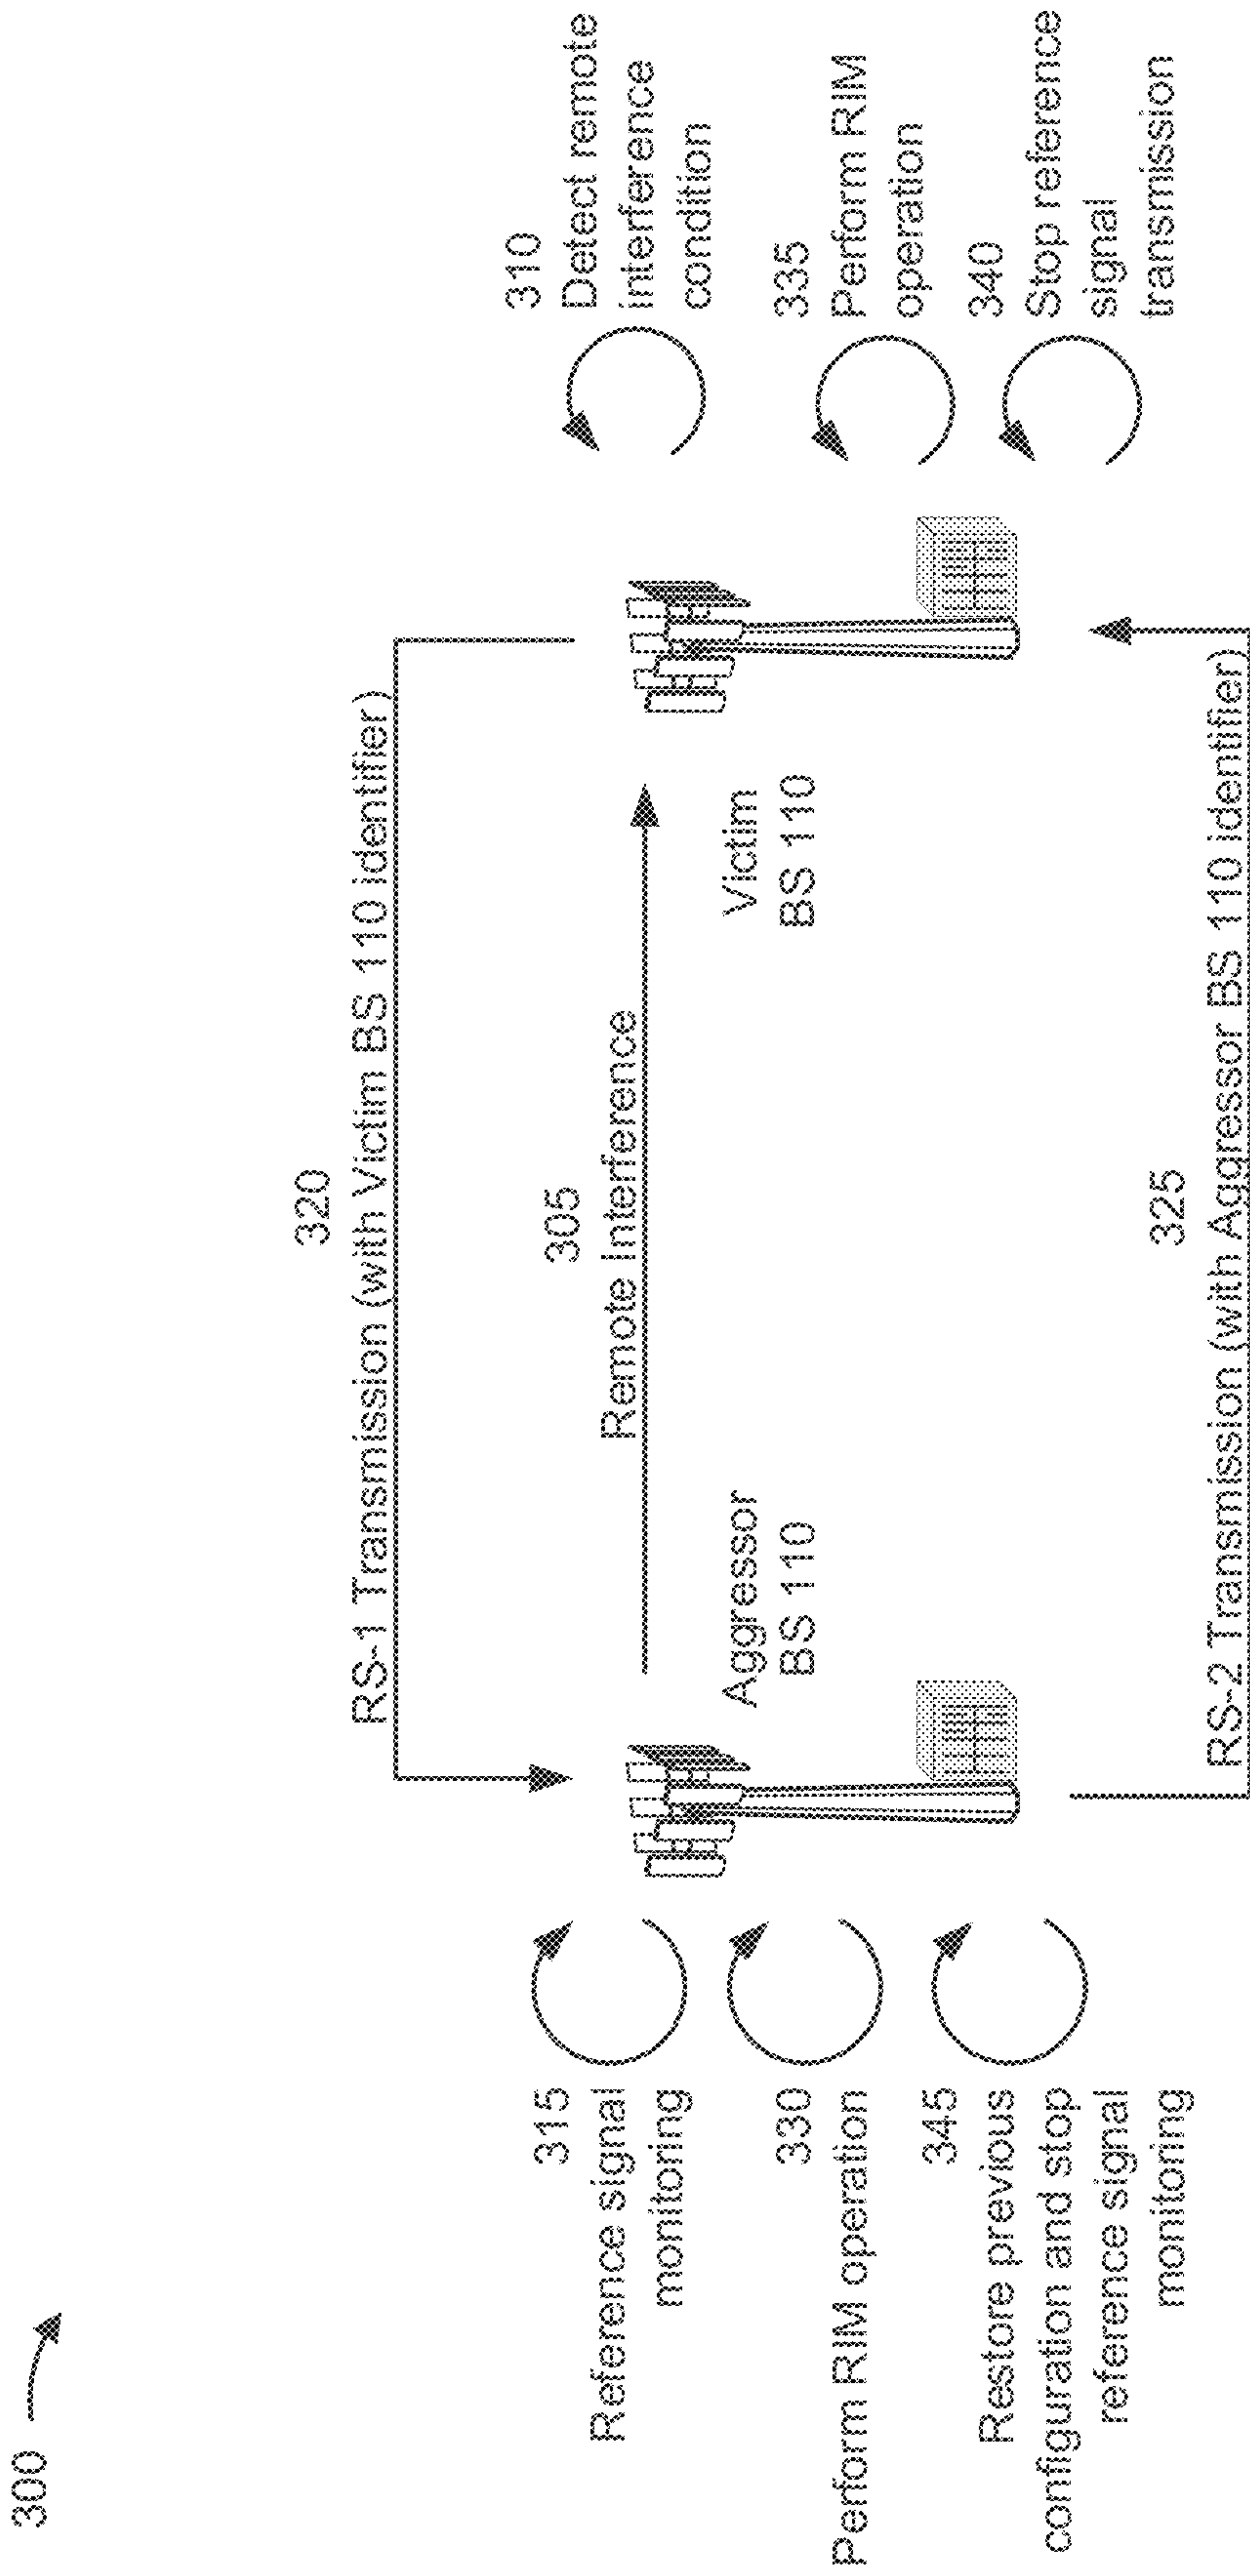 300
320
RS-1 Transmission (with Victim BS 110 identifier)
305
Remote Interference
315
Reference signal
monitoring
330
Perform RIM operation
345
Restore previous
configuration and stop
reference signal
monitoring
Aggressor
BS 110
Victim
BS 110
310
Detect remote
interference
condition
335
Perform RIM
operation
340
Stop reference
signal
transmission
325
RS-2 Transmission (with Aggressor BS 110 identifier)